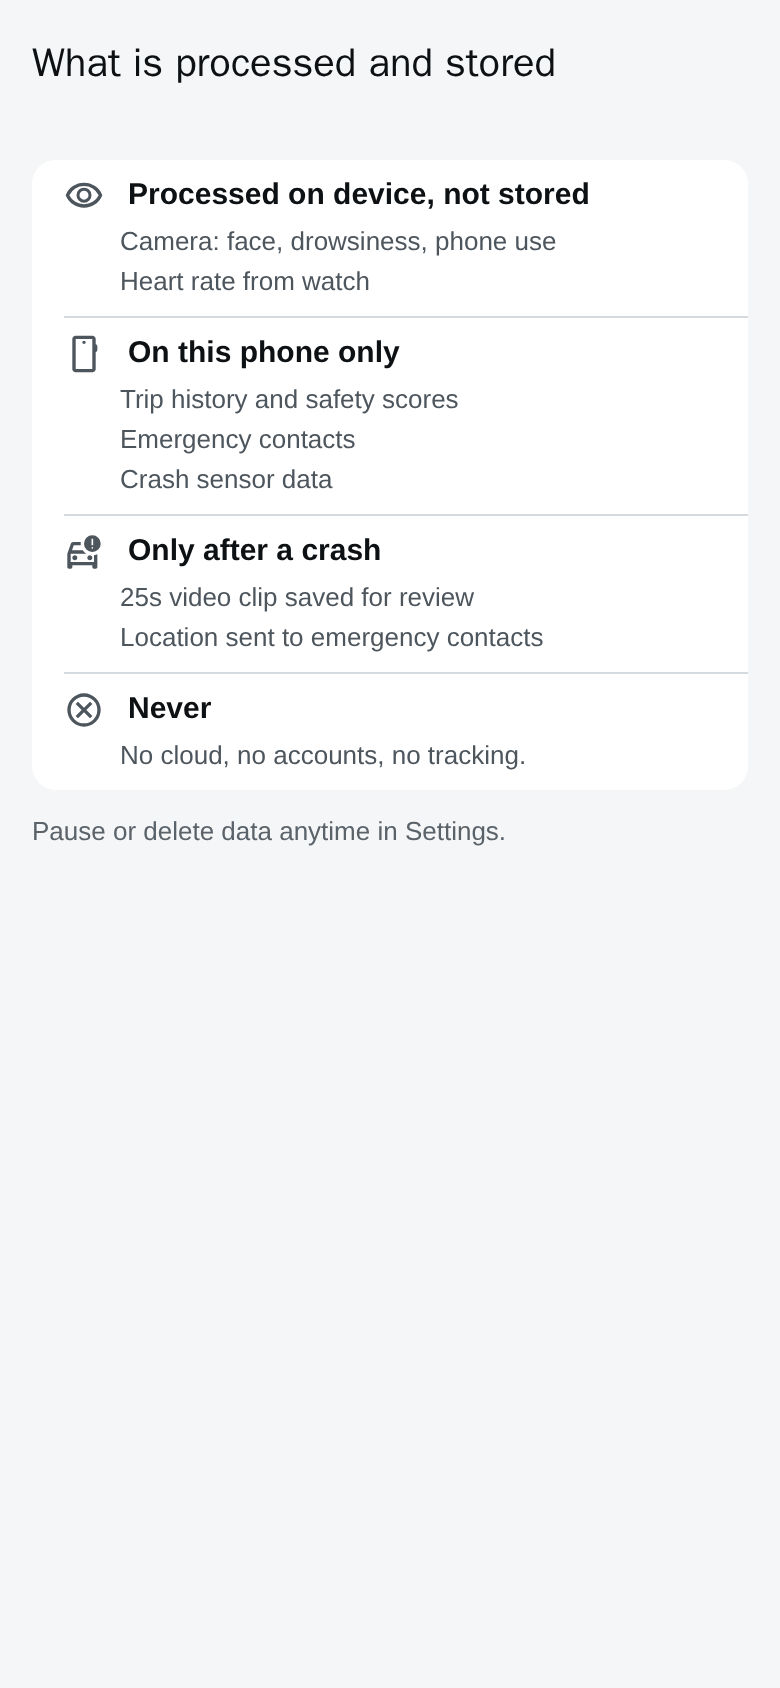 What is processed and stored
Processed on device, not stored
Camera: face, drowsiness, phone use
Heart rate from watch
On this phone only
Trip history and safety scores
Emergency contacts
Crash sensor data
Only after a crash
25s video clip saved for review
Location sent to emergency contacts
Never
No cloud, no accounts, no tracking.
Pause or delete data anytime in Settings.